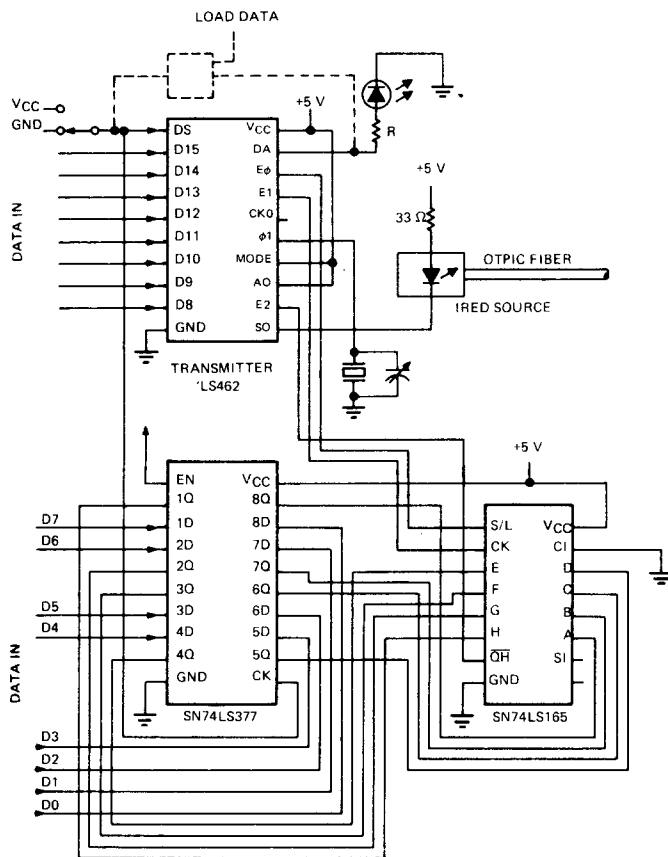 LOAD DATA
VCC
GND
+5 V
R
DS
VCC
D15
DA
D14
Eφ
D13
E1
D12
CK0
D11
φ1
D10
MODE
D9
AO
D8
E2
GND
SO
DATA IN
TRANSMITTER
'LS462
+5 V
33 Ω
OTPIC FIBER
IRED SOURCE
+5 V
EN
VCC
1Q
8Q
D7
1D
8D
D6
2D
7D
2Q
7Q
3Q
6Q
D5
3D
6D
D4
4D
5D
4Q
5Q
GND
CK
SN74LS377
DATA IN
D3
D2
D1
D0
S/L
VCC
CK
CI
E
D
F
C
G
B
H
A
QH
SI
GND
SN74LS165